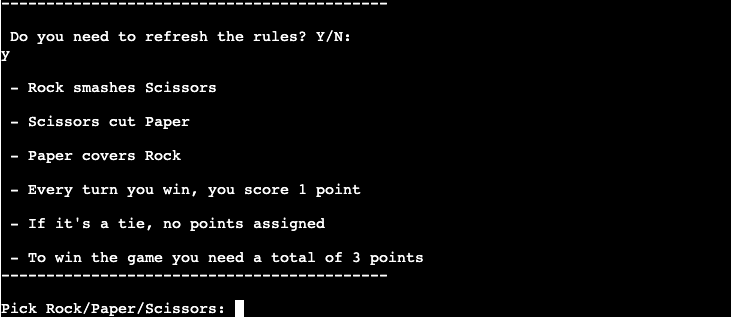 -------------------------------------------
Do you need to refresh the rules? Y/N:
y
- Rock smashes Scissors
- Scissors cut Paper
- Paper covers Rock
- Every turn you win, you score 1 point
- If it's a tie, no points assigned
- To win the game you need a total of 3 points
-------------------------------------------
Pick Rock/Paper/Scissors: